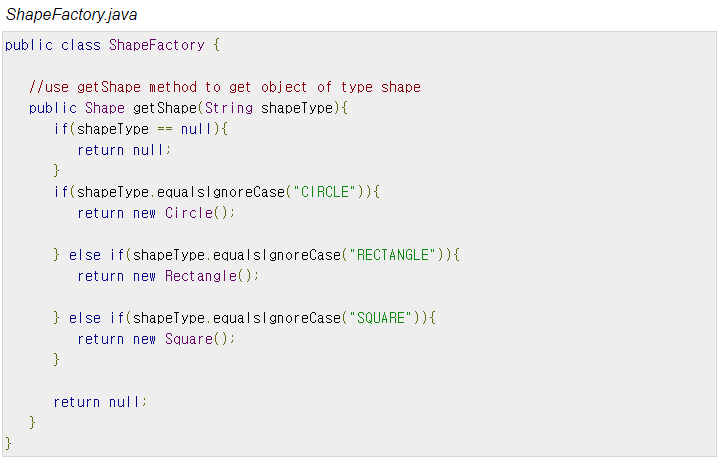 ShapeFactory.java
public class ShapeFactory {
//use getShape method to get object of type shape
public Shape getShape(String shapeType){
if(shapeType == null){
return null;
}
if(shapeType.equalsIgnoreCase("CIRCLE")){
return new Circle();
} else if(shapeType.equalsIgnoreCase("RECTANGLE")){
return new Rectangle();
} else if(shapeType.equalsIgnoreCase("SQUARE")){
return new Square();
}
return null;
}
}